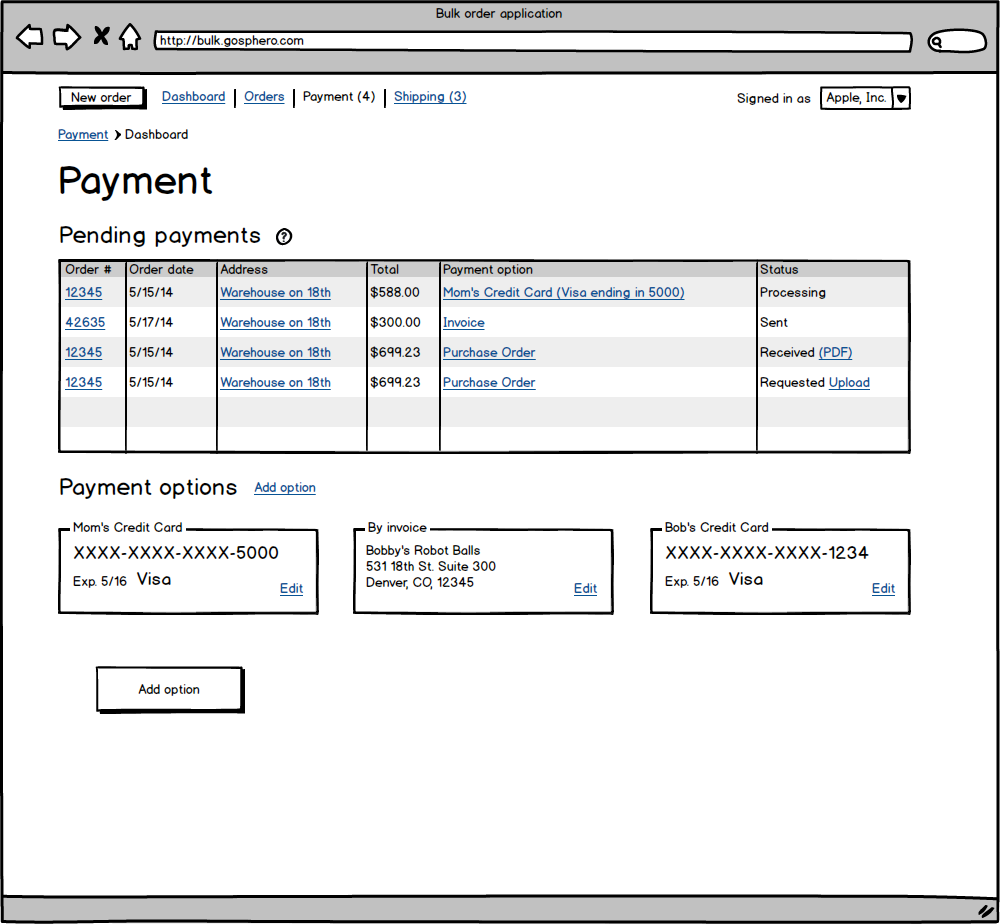 Bulk order application
http://bulk.gosphero.com
New order Dashboard Orders Payment (4) Shipping (3) Signed in as Apple, Inc.
Payment Dashboard
Payment
Pending payments ?
Order # Order date Address Total Payment option Status
12345 5/15/14 Warehouse on 18th $588.00 Mom's Credit Card (Visa ending in 5000) Processing
42635 5/17/14 Warehouse on 18th $300.00 Invoice Sent
12345 5/15/14 Warehouse on 18th $699.23 Purchase Order Received (PDF)
12345 5/15/14 Warehouse on 18th $699.23 Purchase Order Requested Upload
Payment options Add option
Mom's Credit Card
XXXX-XXXX-XXXX-5000
Exp. 5/16 Visa
Edit
By invoice
Bobby's Robot Balls
531 18th St. Suite 300
Denver, CO, 12345
Edit
Bob's Credit Card
XXXX-XXXX-XXXX-1234
Exp. 5/16 Visa
Edit
Add option